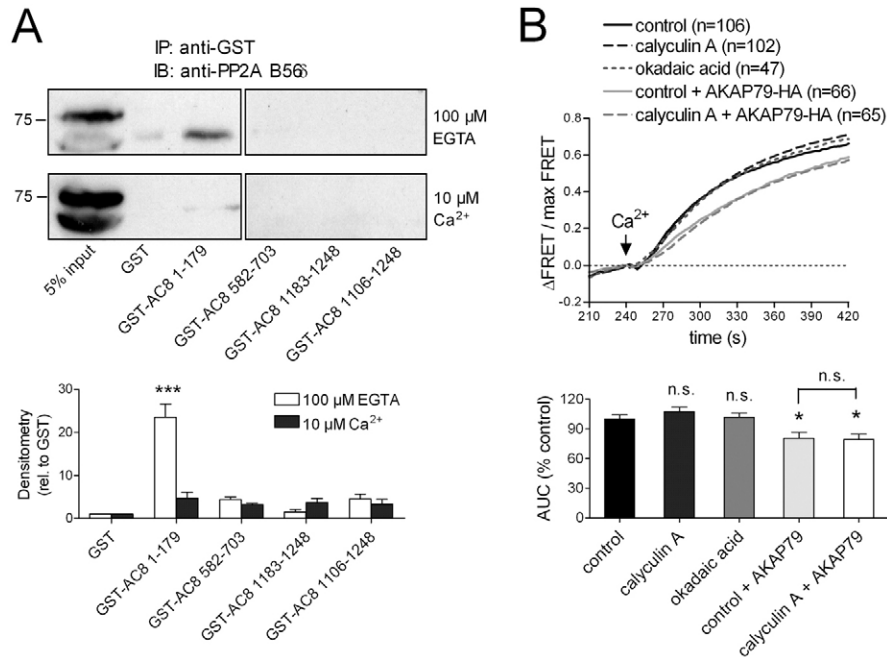 A
IP: anti-GST
IB: anti-PP2A B56δ
75
100 µM
EGTA
75
10 µM
Ca²⁺
5% input
GST
GST-AC8 1-179
GST-AC8 582-703
GST-AC8 1183-1248
GST-AC8 1106-1248
Densitometry
(rel. to GST)
30
20
10
0
***
100 µM EGTA
10 µM Ca²⁺
GST
GST-AC8 1-179
GST-AC8 582-703
GST-AC8 1183-1248
GST-AC8 1106-1248
B
control (n=106)
calyculin A (n=102)
okadaic acid (n=47)
control + AKAP79-HA (n=66)
calyculin A + AKAP79-HA (n=65)
ΔFRET / max FRET
0.8
0.6
0.4
0.2
0.0
-0.2
Ca²⁺
210 240 270 300 330 360 390 420
time (s)
AUC (% control)
120
90
60
30
0
n.s.
n.s.
*
n.s.
*
control
calyculin A
okadaic acid
control + AKAP79
calyculin A + AKAP79